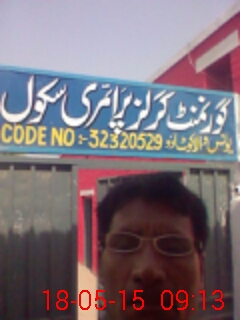 گورنمنٹ گرلز پرائمری سکول
CODE NO :- 32320529
18-05-15 09:13